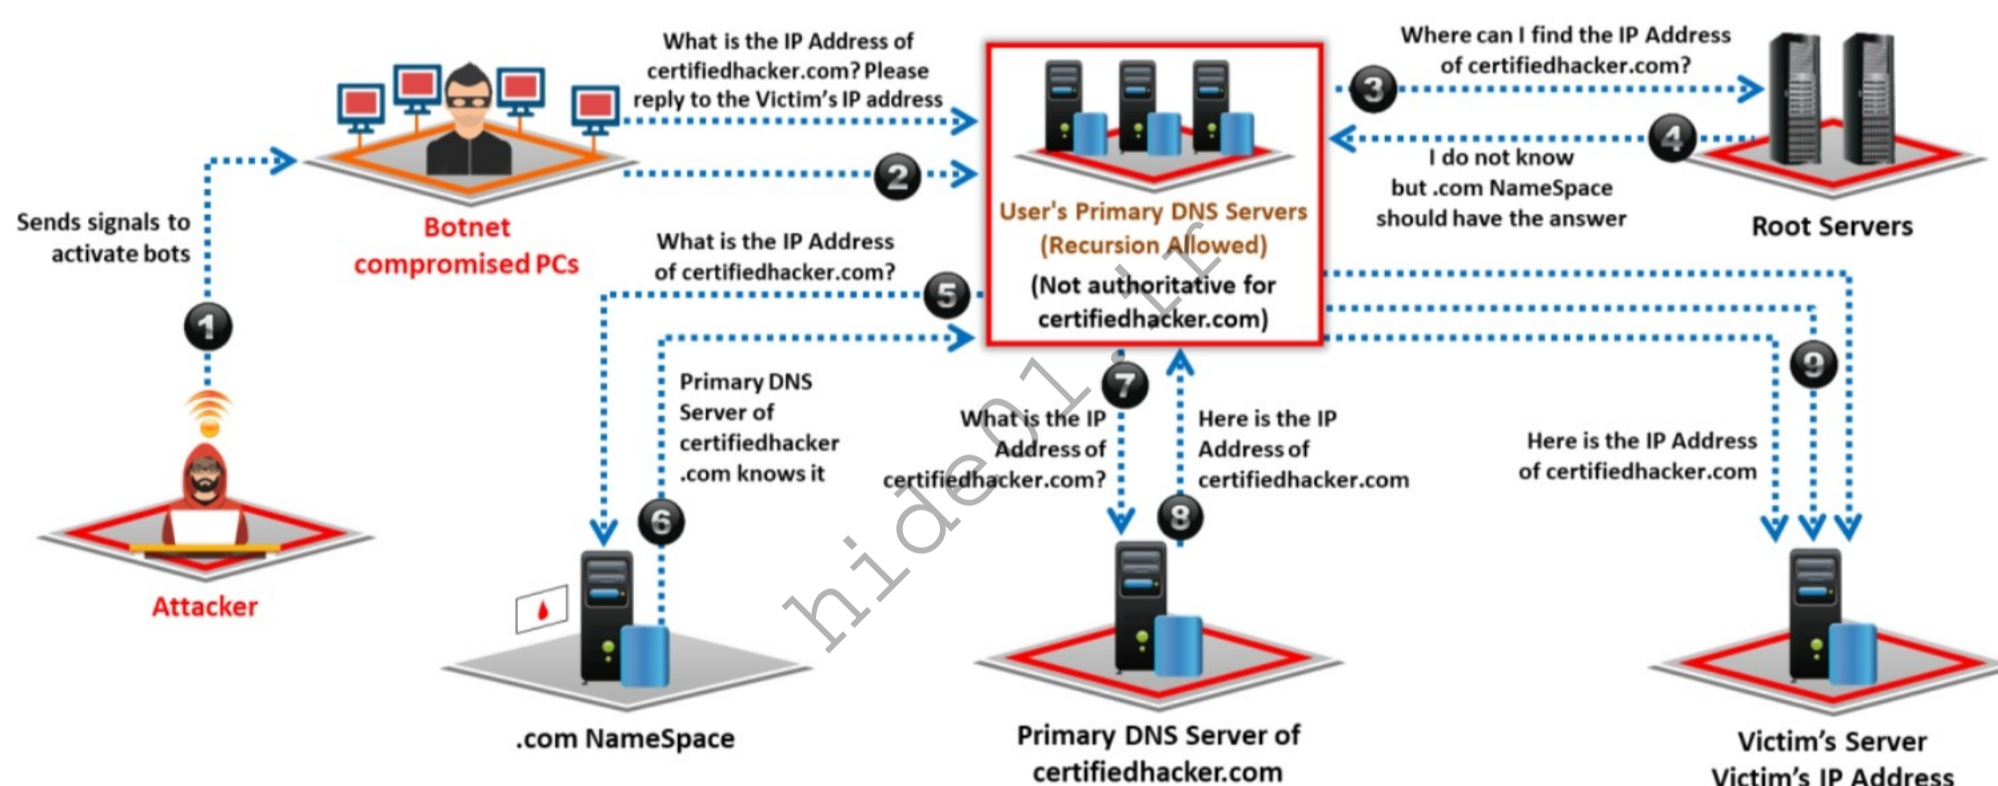 What is the IP Address of
certifiedhacker.com? Please
reply to the Victim's IP address
Where can I find the IP Address
of certifiedhacker.com?
3
4
I do not know
but .com NameSpace
should have the answer
Root Servers
2
Sends signals to
activate bots
Botnet
compromised PCs
User's Primary DNS Servers
(Recursion Allowed)
(Not authoritative for
certifiedhacker.com)
What is the IP Address
of certifiedhacker.com?
5
1
Primary DNS
Server of
certifiedhacker
.com knows it
6
7
What is the IP
Address of
certifiedhacker.com?
Here is the IP
Address of
certifiedhacker.com
8
9
Here is the IP Address
of certifiedhacker.com
hide01.ir
Attacker
.com NameSpace
Primary DNS Server of
certifiedhacker.com
Victim's Server
Victim's IP Address